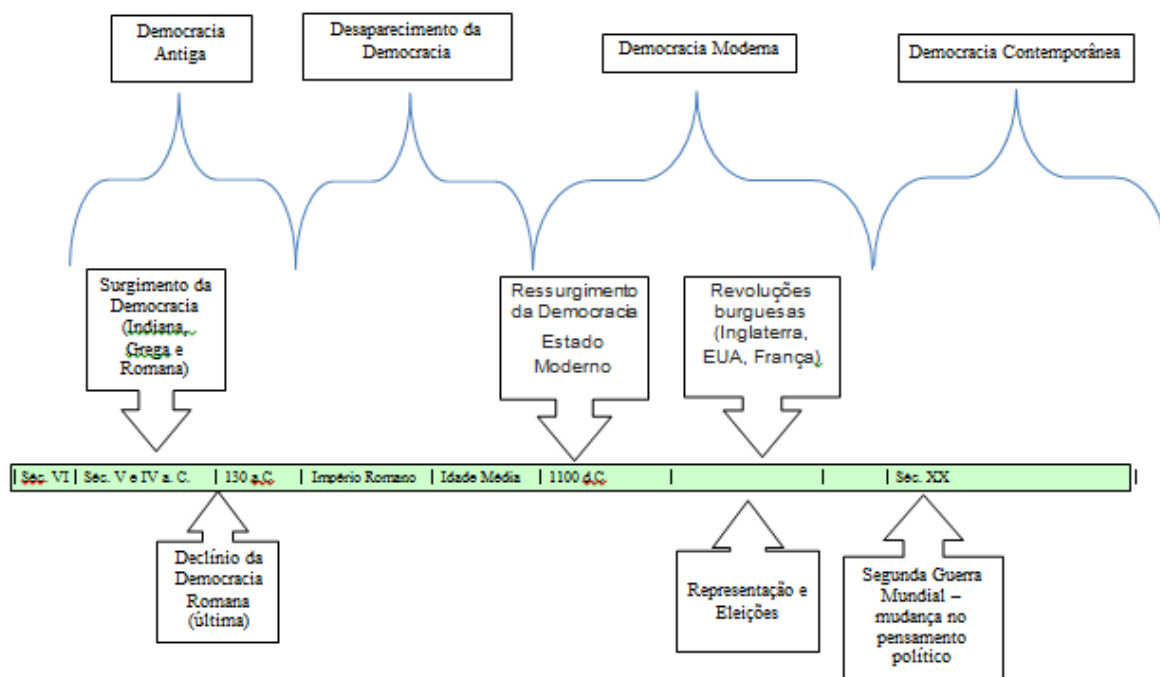 Democracia
Antiga
Desaparecimento da
Democracia
Democracia Moderna
Democracia Contemporânea
Surgimento da
Democracia
(Indiana,
Grega e
Romana)
Ressurgimento
da Democracia
Estado
Moderno
Revoluções
burguesas
(Inglaterra,
EUA, França)
| Séc. VI | Séc. V e IV a. C. | 130 a.C. | Império Romano | Idade Média | 1100 d.C. | | | Séc. XX |
Declínio da
Democracia
Romana
(última)
Representação e
Eleições
Segunda Guerra
Mundial –
mudança no
pensamento
político